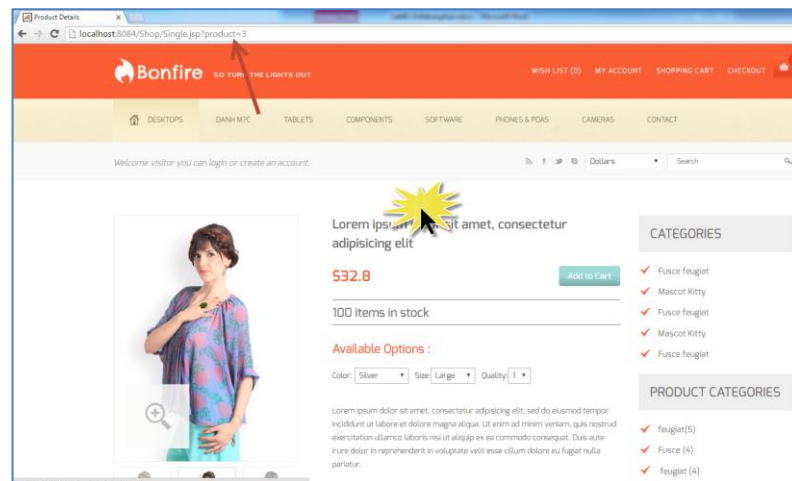 Product Details
localhost:8084/Shop/Single.jsp?product=3
Bonfire SO TURN THE LIGHTS OUT
WISH LIST (0) MY ACCOUNT SHOPPING CART CHECKOUT
DESKTOPS DANH M?C TABLETS COMPONENTS SOFTWARE PHONES & PDAS CAMERAS CONTACT
Welcome visitor you can login or create an account.
Dollars Search
Lorem ipsum sit amet, consectetur
adipisicing elit
$32.8 Add to Cart
100 items in stock
Available Options :
Color: Silver Size: Large Quality: 1
Lorem ipsum dolor sit amet, consectetur adipisicing elit, sed do eiusmod tempor
incididunt ut labore et dolore magna aliqua. Ut enim ad minim veniam, quis nostrud
exercitation ullamco laboris nisi ut aliquip ex ea commodo consequat. Duis aute
irure dolor in reprehenderit in voluptate velit esse cillum dolore eu fugiat nulla
pariatur.
CATEGORIES
Fusce feugiat
Mascot Kitty
Fusce feugiat
Mascot Kitty
Fusce feugiat
PRODUCT CATEGORIES
feugiat(5)
Fusce (4)
feugiat (4)